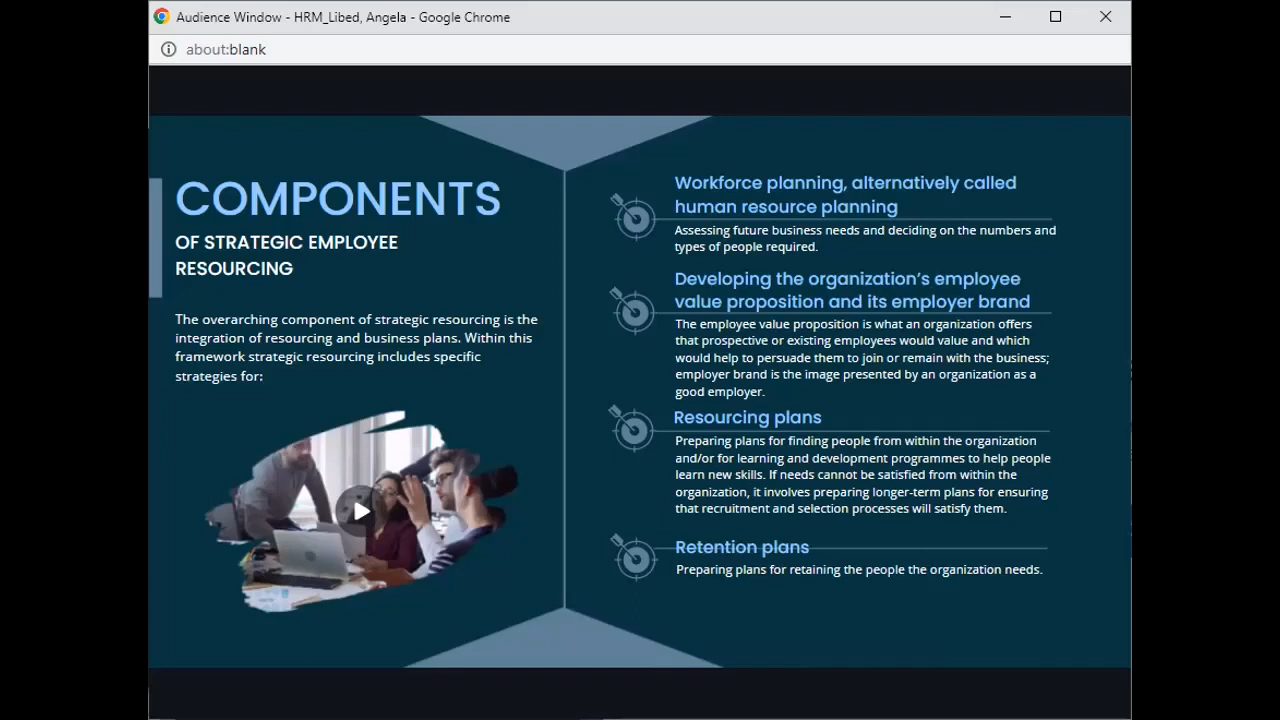 Audience Window - HRM_Libed, Angela - Google Chrome
about:blank
COMPONENTS
OF STRATEGIC EMPLOYEE
RESOURCING
The overarching component of strategic resourcing is the
integration of resourcing and business plans. Within this
framework strategic resourcing includes specific
strategies for:
Workforce planning, alternatively called
human resource planning
Assessing future business needs and deciding on the numbers and
types of people required.
Developing the organization's employee
value proposition and its employer brand
The employee value proposition is what an organization offers
that prospective or existing employees would value and which
would help to persuade them to join or remain with the business;
employer brand is the image presented by an organization as a
good employer.
Resourcing plans
Preparing plans for finding people from within the organization
and/or for learning and development programmes to help people
learn new skills. If needs cannot be satisfied from within the
organization, it involves preparing longer-term plans for ensuring
that recruitment and selection processes will satisfy them.
Retention plans
Preparing plans for retaining the people the organization needs.